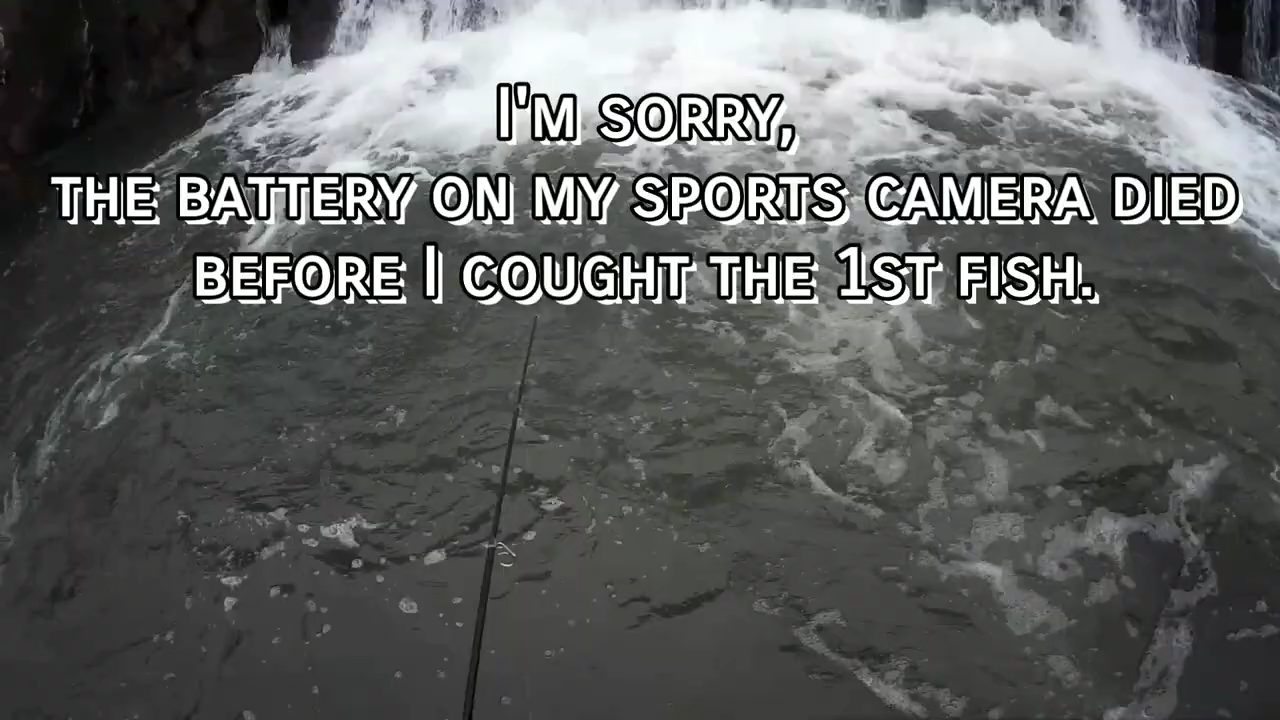 I'M SORRY,
THE BATTERY ON MY SPORTS CAMERA DIED
BEFORE I COUGHT THE 1ST FISH.